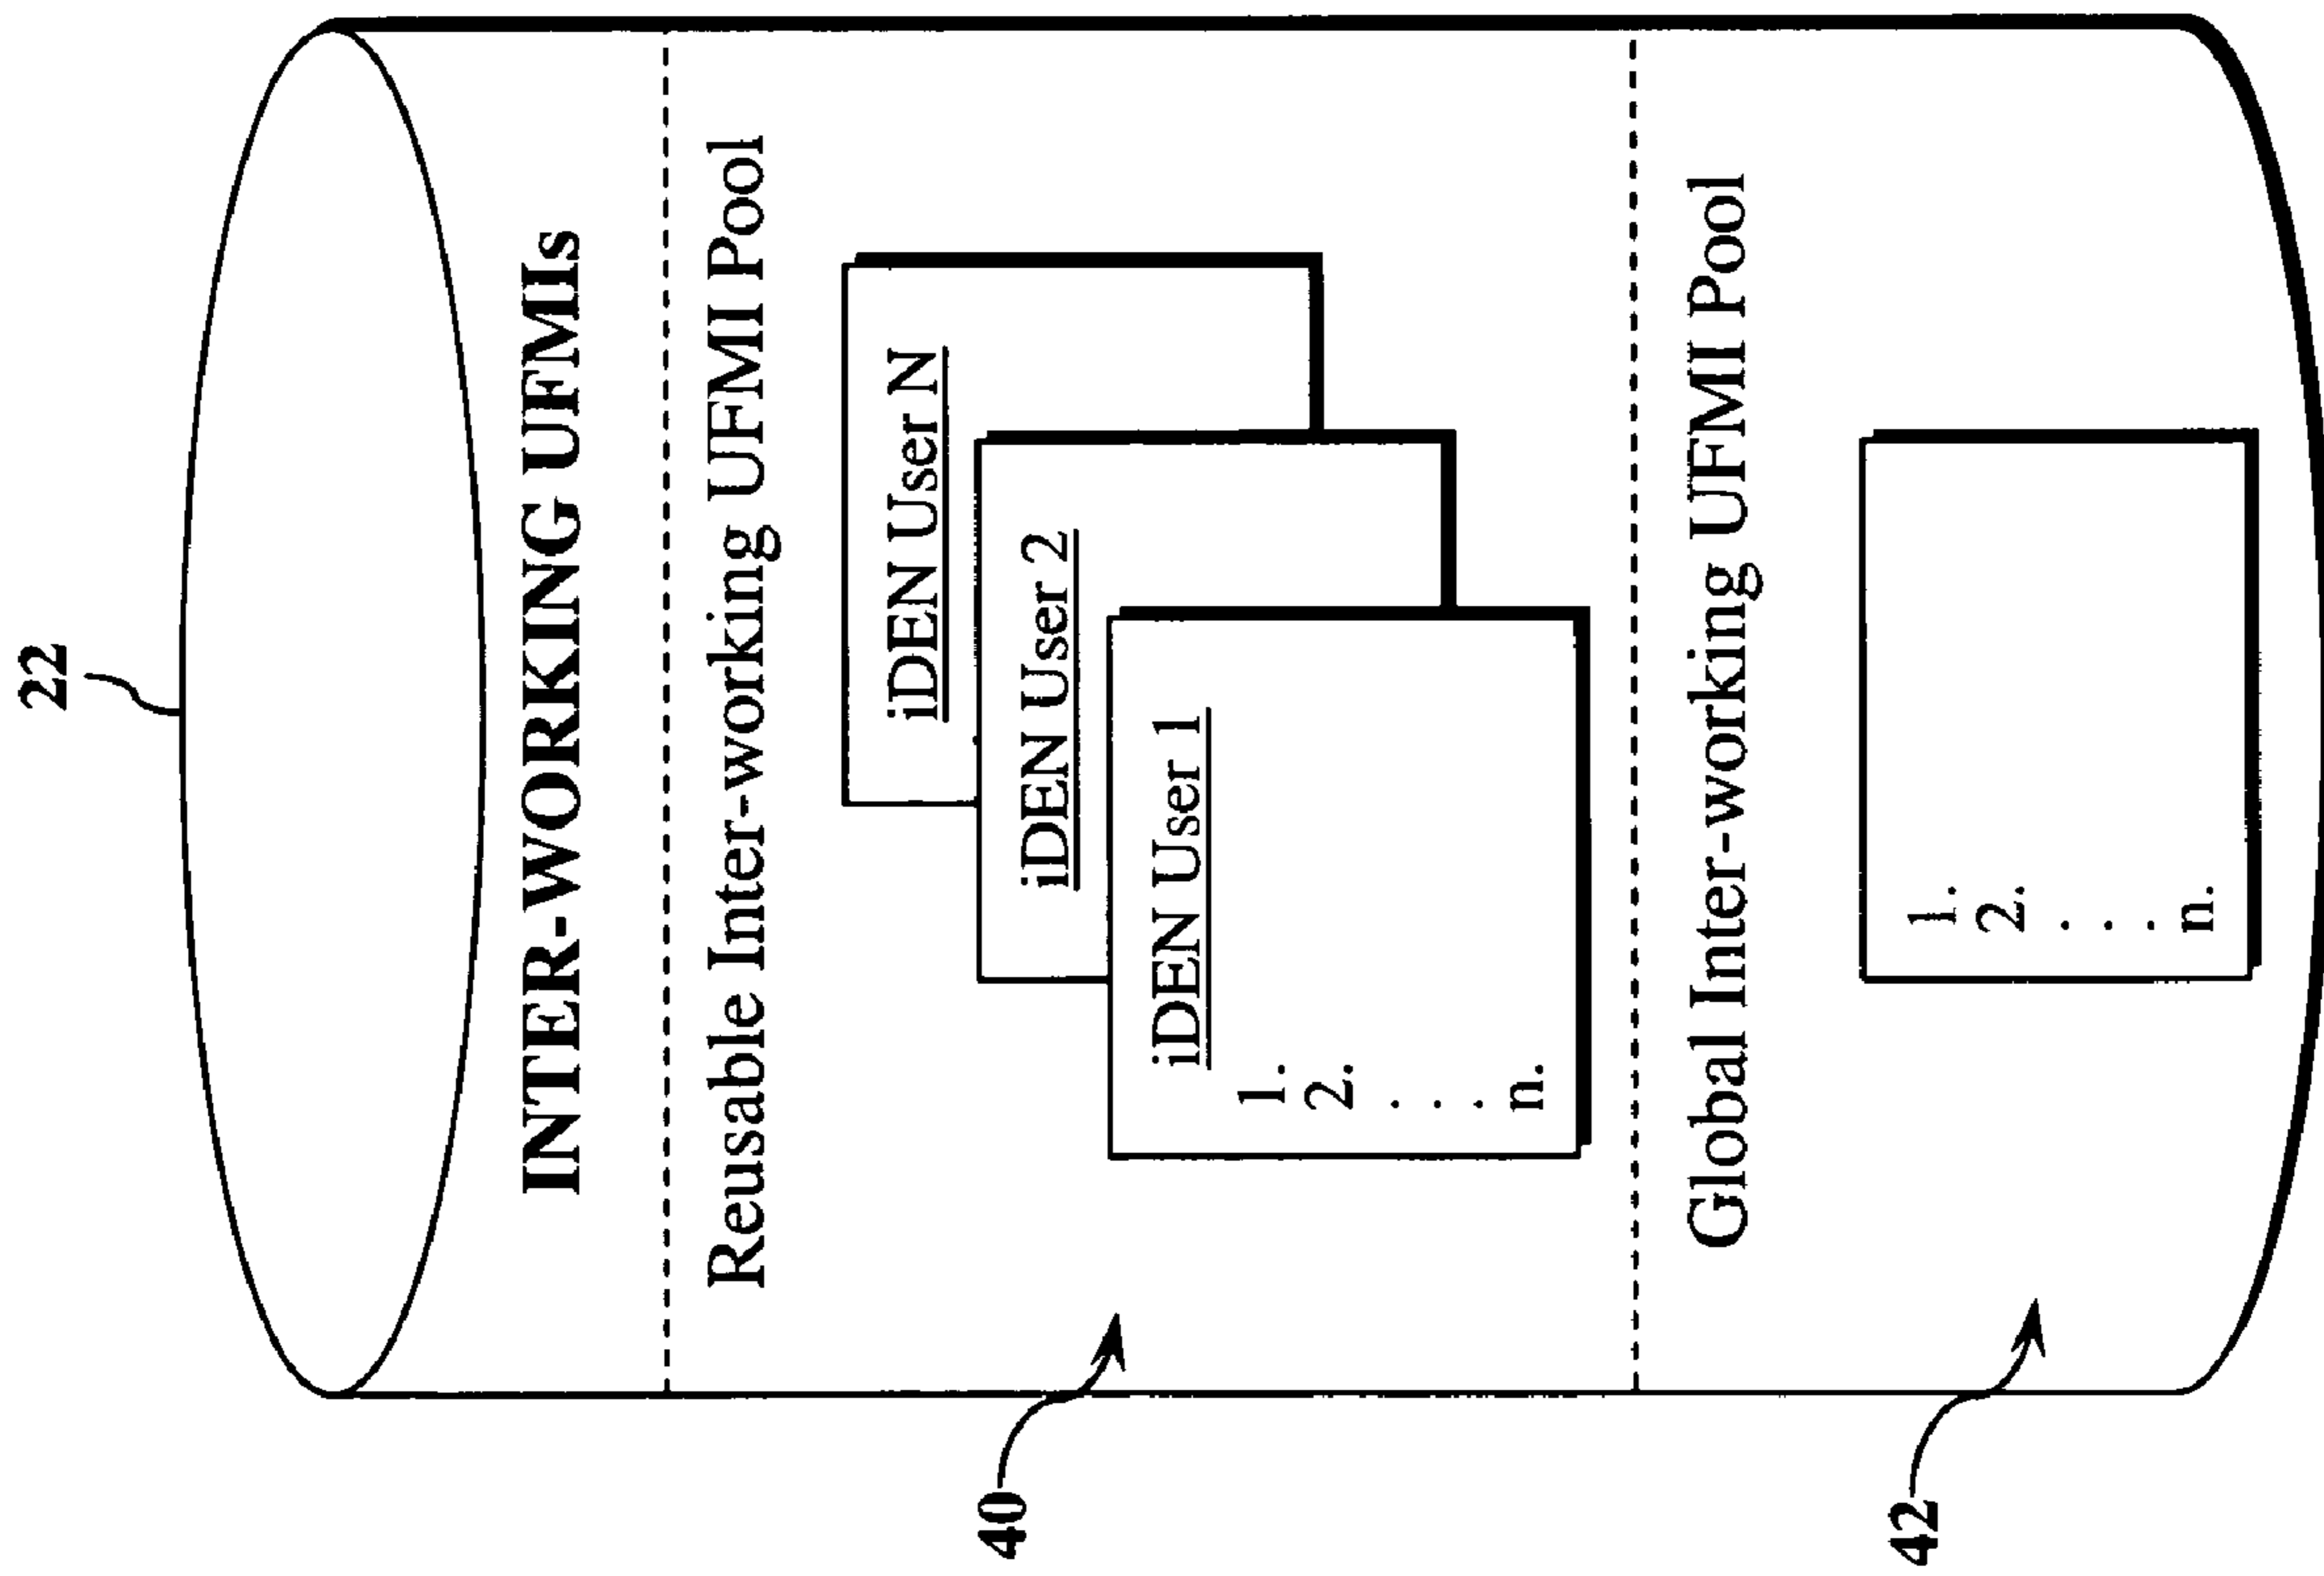 22
INTER-WORKING UFMIs
Reusable Inter-working UFMI Pool
iDEN User N
iDEN User 2
iDEN User 1
1.
2.
. . .
n.
40
Global Inter-working UFMI Pool
1.
2.
. . .
n.
42